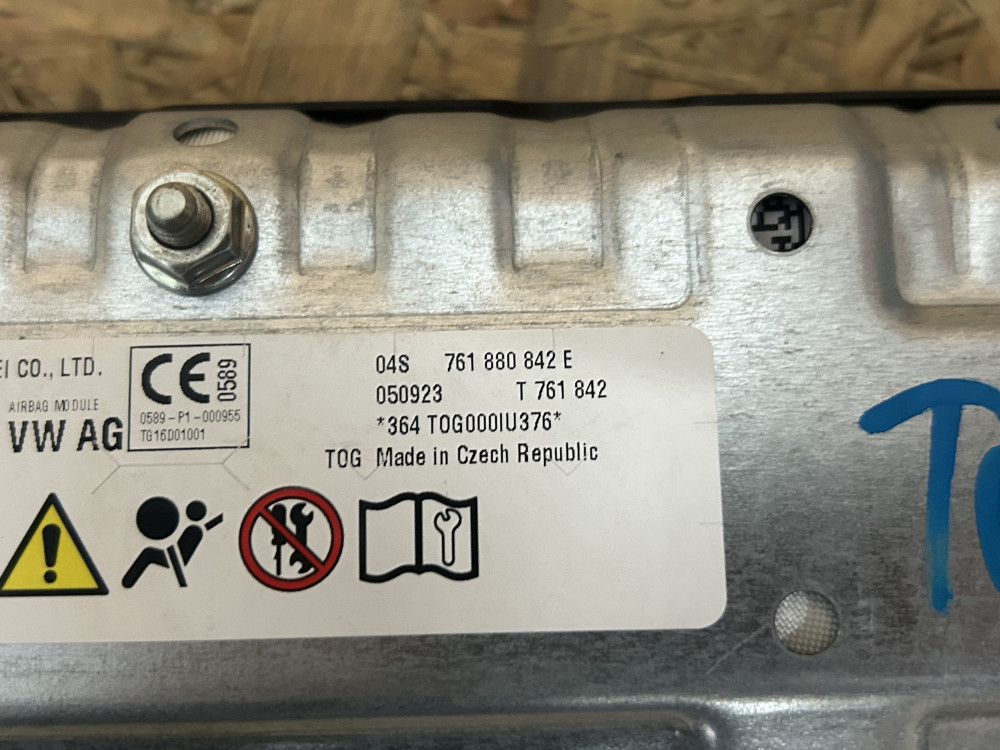 EI CO., LTD.
AIRBAG MODULE
VW AG
CE
0589
0589-P1-000955
TG16D01001
04S 761 880 842 E
050923 T 761 842
*364 TOG000IU376*
TOG Made in Czech Republic
T